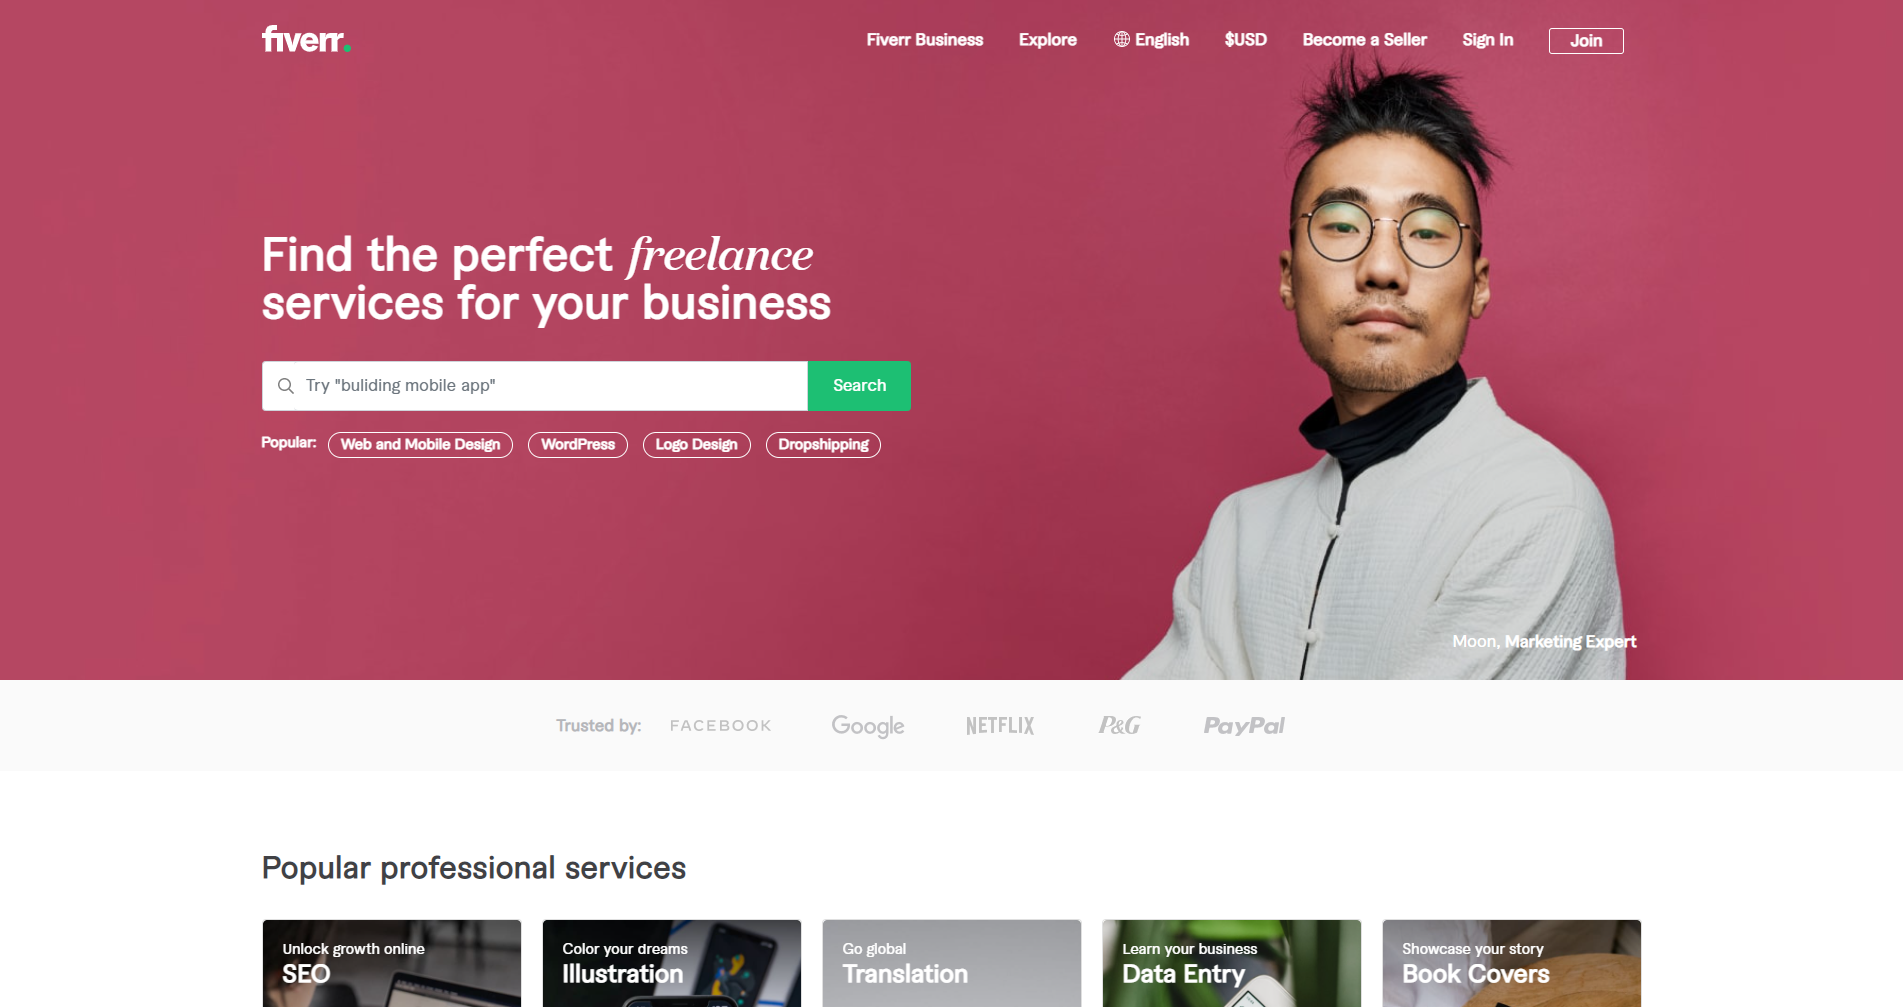 fiverr.
Fiverr Business
Explore
English
$USD
Become a Seller
Sign In
Join
Find the perfect freelance
services for your business
Try "buliding mobile app"
Search
Popular:
Web and Mobile Design
WordPress
Logo Design
Dropshipping
Moon, Marketing Expert
Trusted by:
FACEBOOK
Google
NETFLIX
P&G
PayPal
Popular professional services
Unlock growth online
SEO
Color your dreams
Illustration
Go global
Translation
Learn your business
Data Entry
Showcase your story
Book Covers